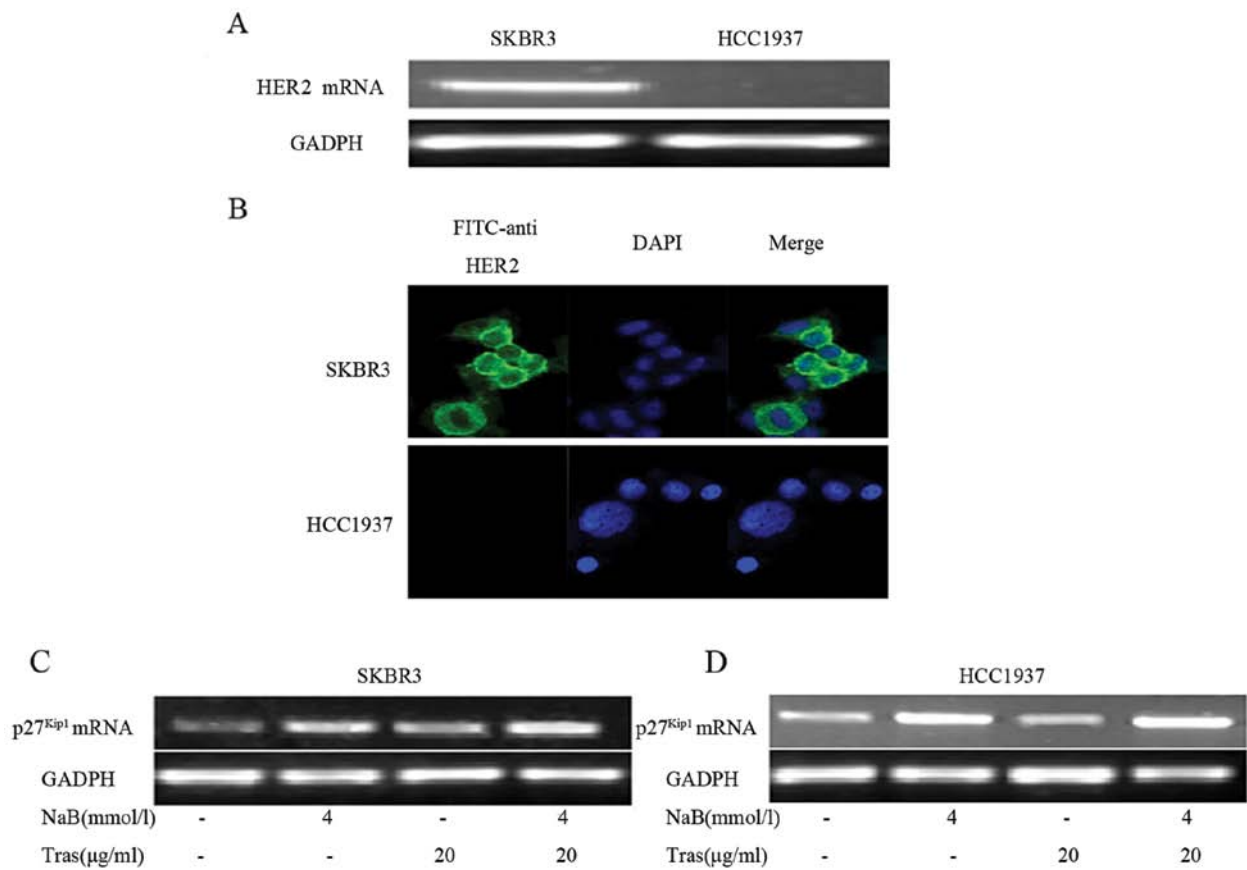 A
SKBR3 HCC1937
HER2 mRNA
GADPH
B
FITC-anti
HER2
DAPI
Merge
SKBR3
HCC1937
C
SKBR3
p27Kip1 mRNA
GADPH
NaB(mmol/l) - 4 - 4
Tras(μg/ml) - - 20 20
D
HCC1937
p27Kip1 mRNA
GADPH
NaB(mmol/l) - 4 - 4
Tras(μg/ml) - - 20 20